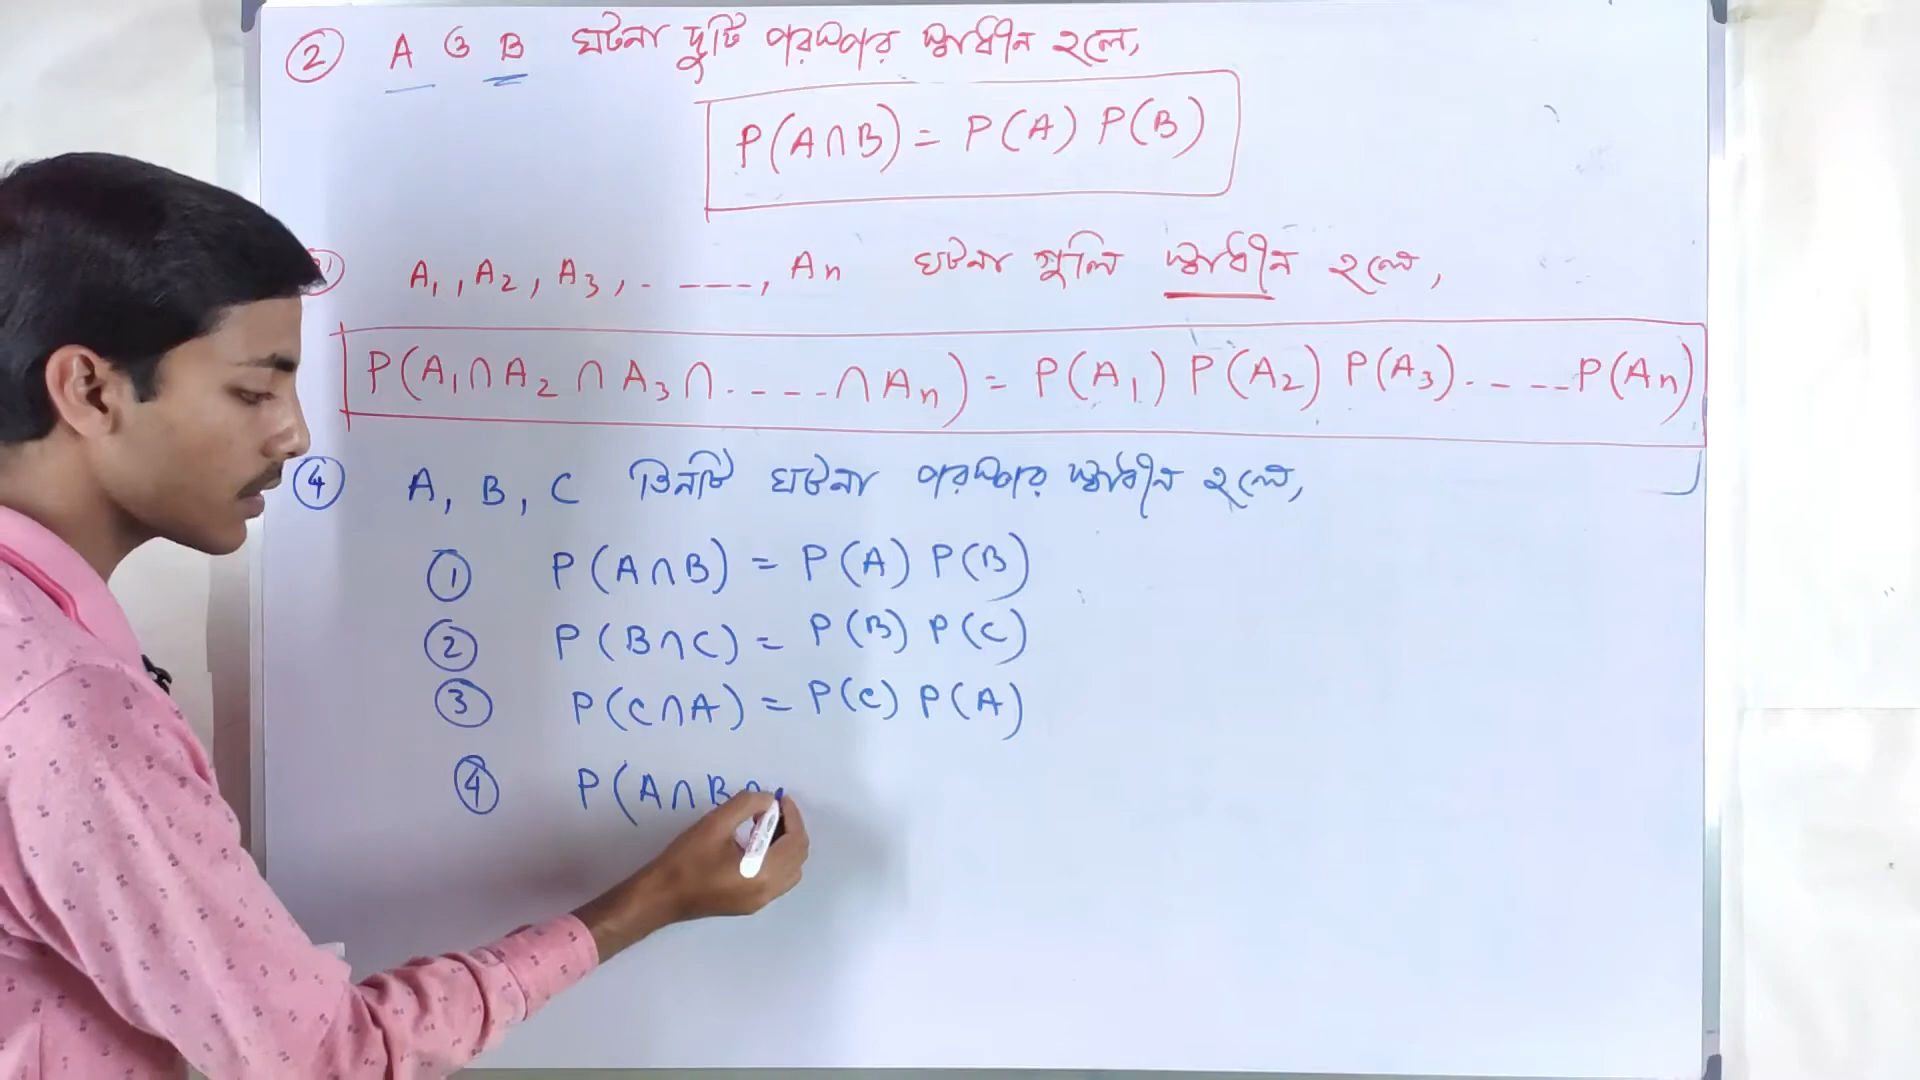 ② A ও B ঘটনা দুটি পরস্পর স্বাধীন হলে,
P(A∩B) = P(A) P(B)
A₁, A₂, A₃, . - - - -, An ঘটনা গুলি স্বাধীন হলে,
P(A₁∩A₂∩A₃∩. - - - -∩An) = P(A₁) P(A₂) P(A₃). - - - - P(An)
④ A, B, C তিনটি ঘটনা পরস্পর স্বাধীন হলে,
① P(A∩B) = P(A) P(B)
② P(B∩C) = P(B) P(C)
③ P(C∩A) = P(C) P(A)
④ P(A∩B∩